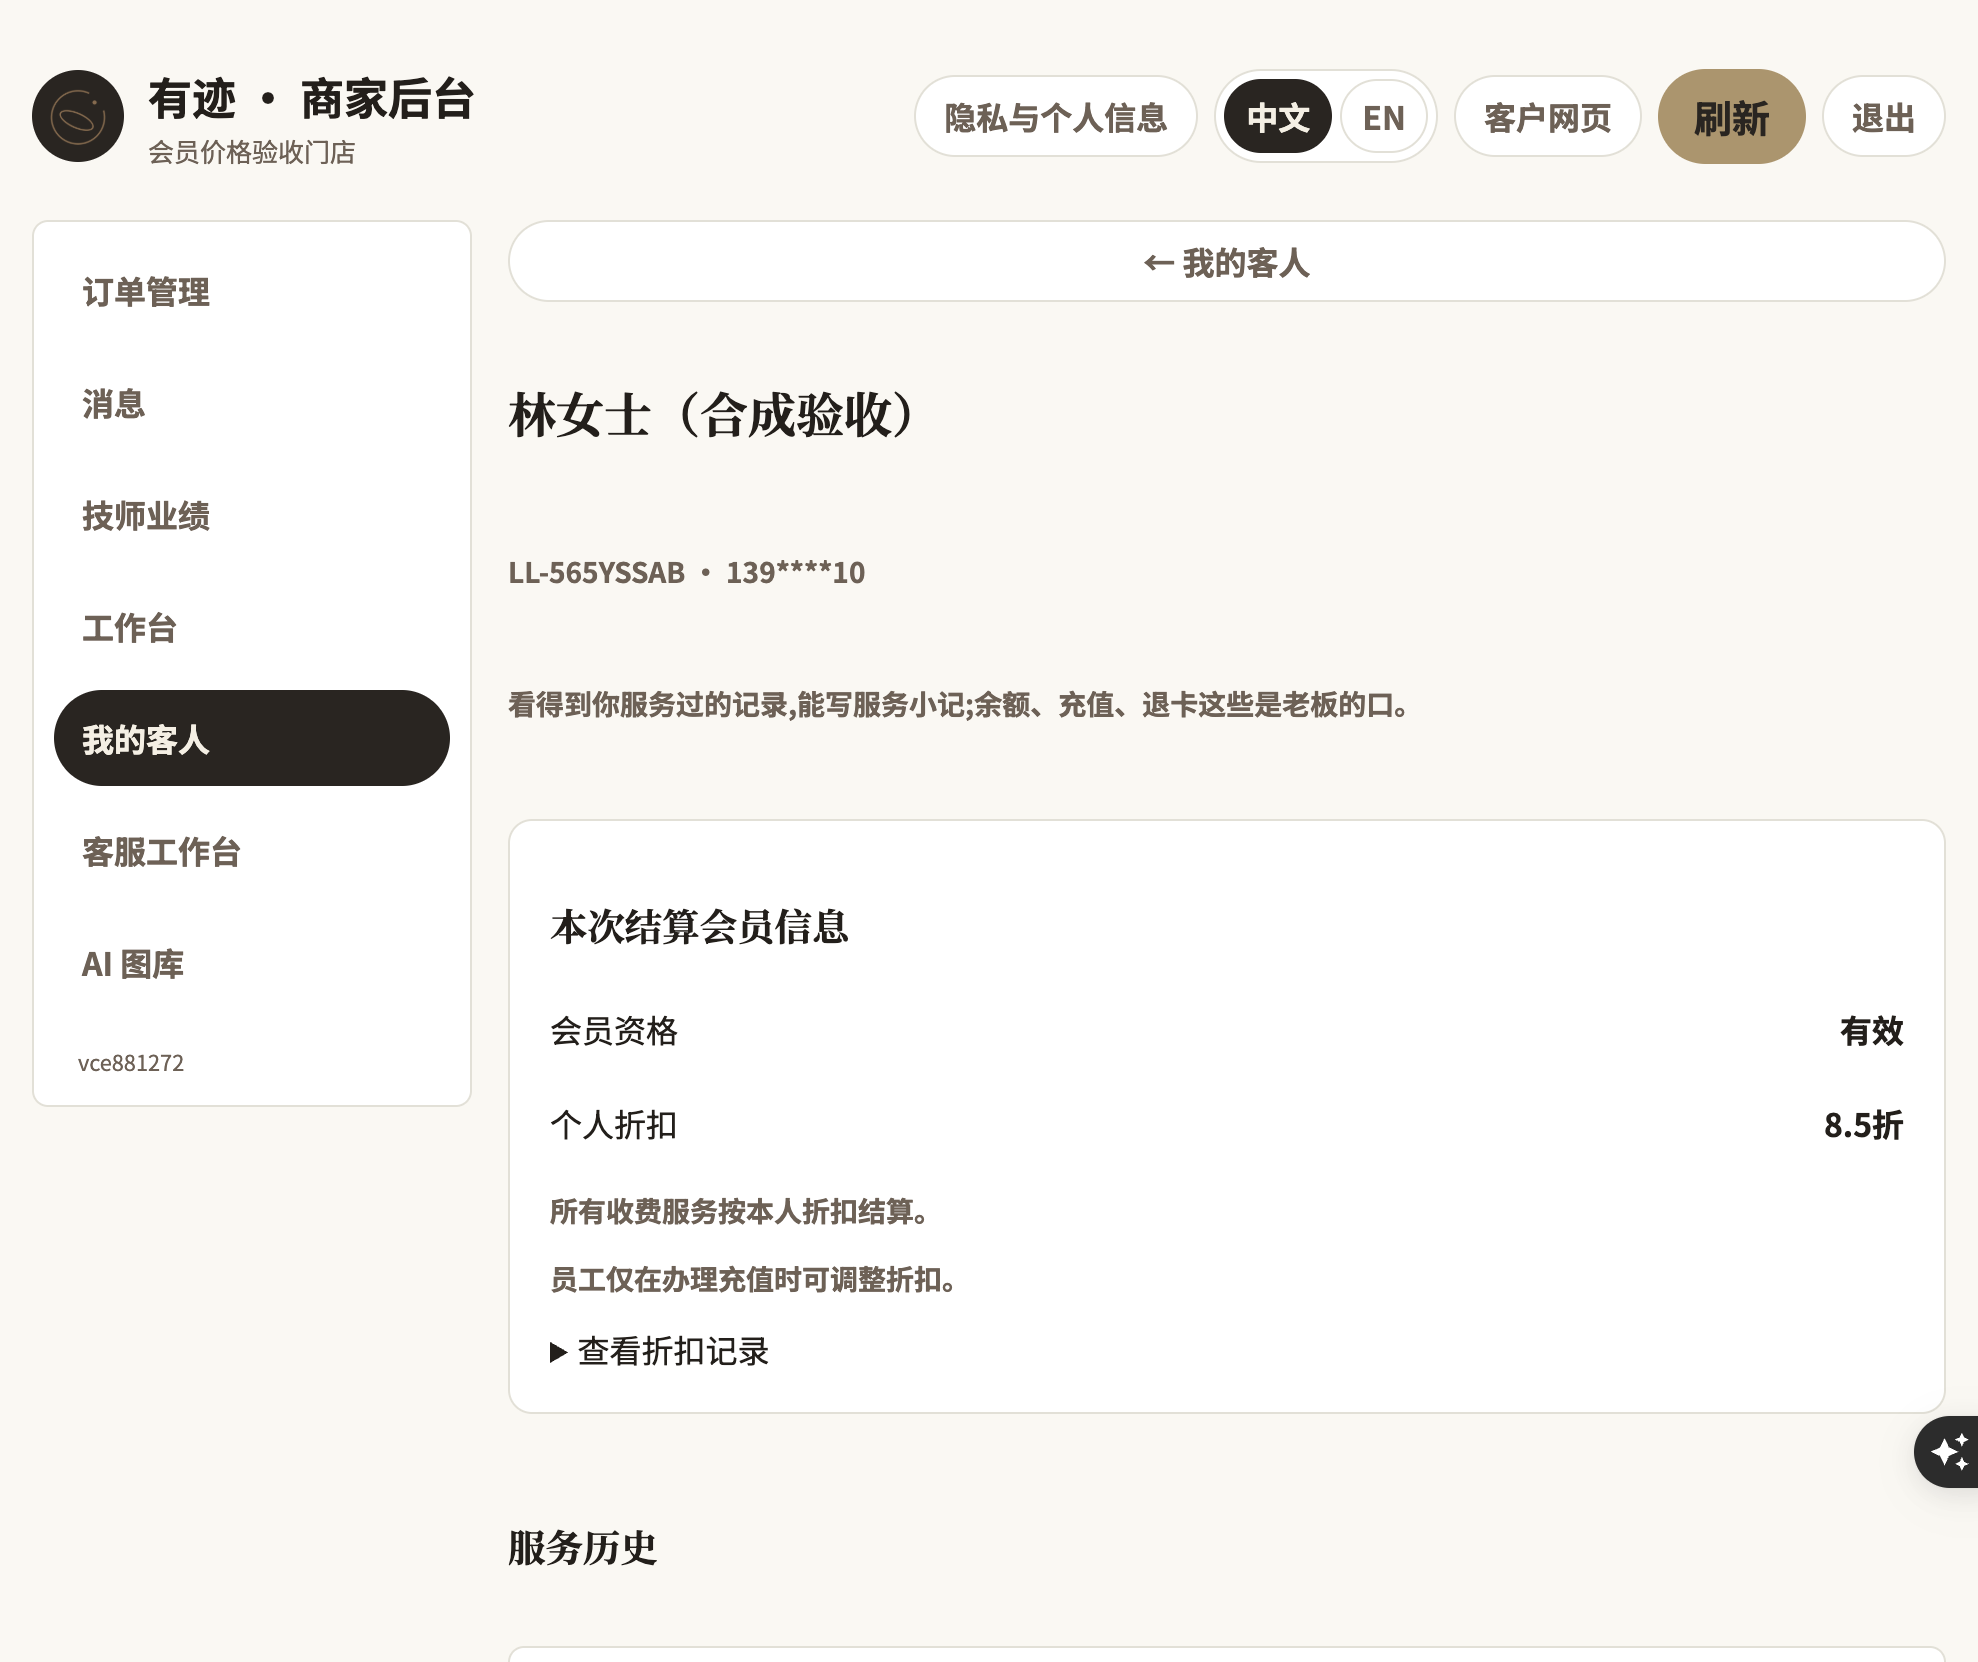 有迹 · 商家后台
会员价格验收门店
隐私与个人信息
中文
EN
客户网页
刷新
退出
订单管理
消息
技师业绩
工作台
我的客人
客服工作台
AI 图库
vce881272
← 我的客人
林女士（合成验收）
LL-565YSSAB · 139****10
看得到你服务过的记录,能写服务小记;余额、充值、退卡这些是老板的口。
本次结算会员信息
会员资格 有效
个人折扣 8.5折
所有收费服务按本人折扣结算。
员工仅在办理充值时可调整折扣。
▶ 查看折扣记录
服务历史